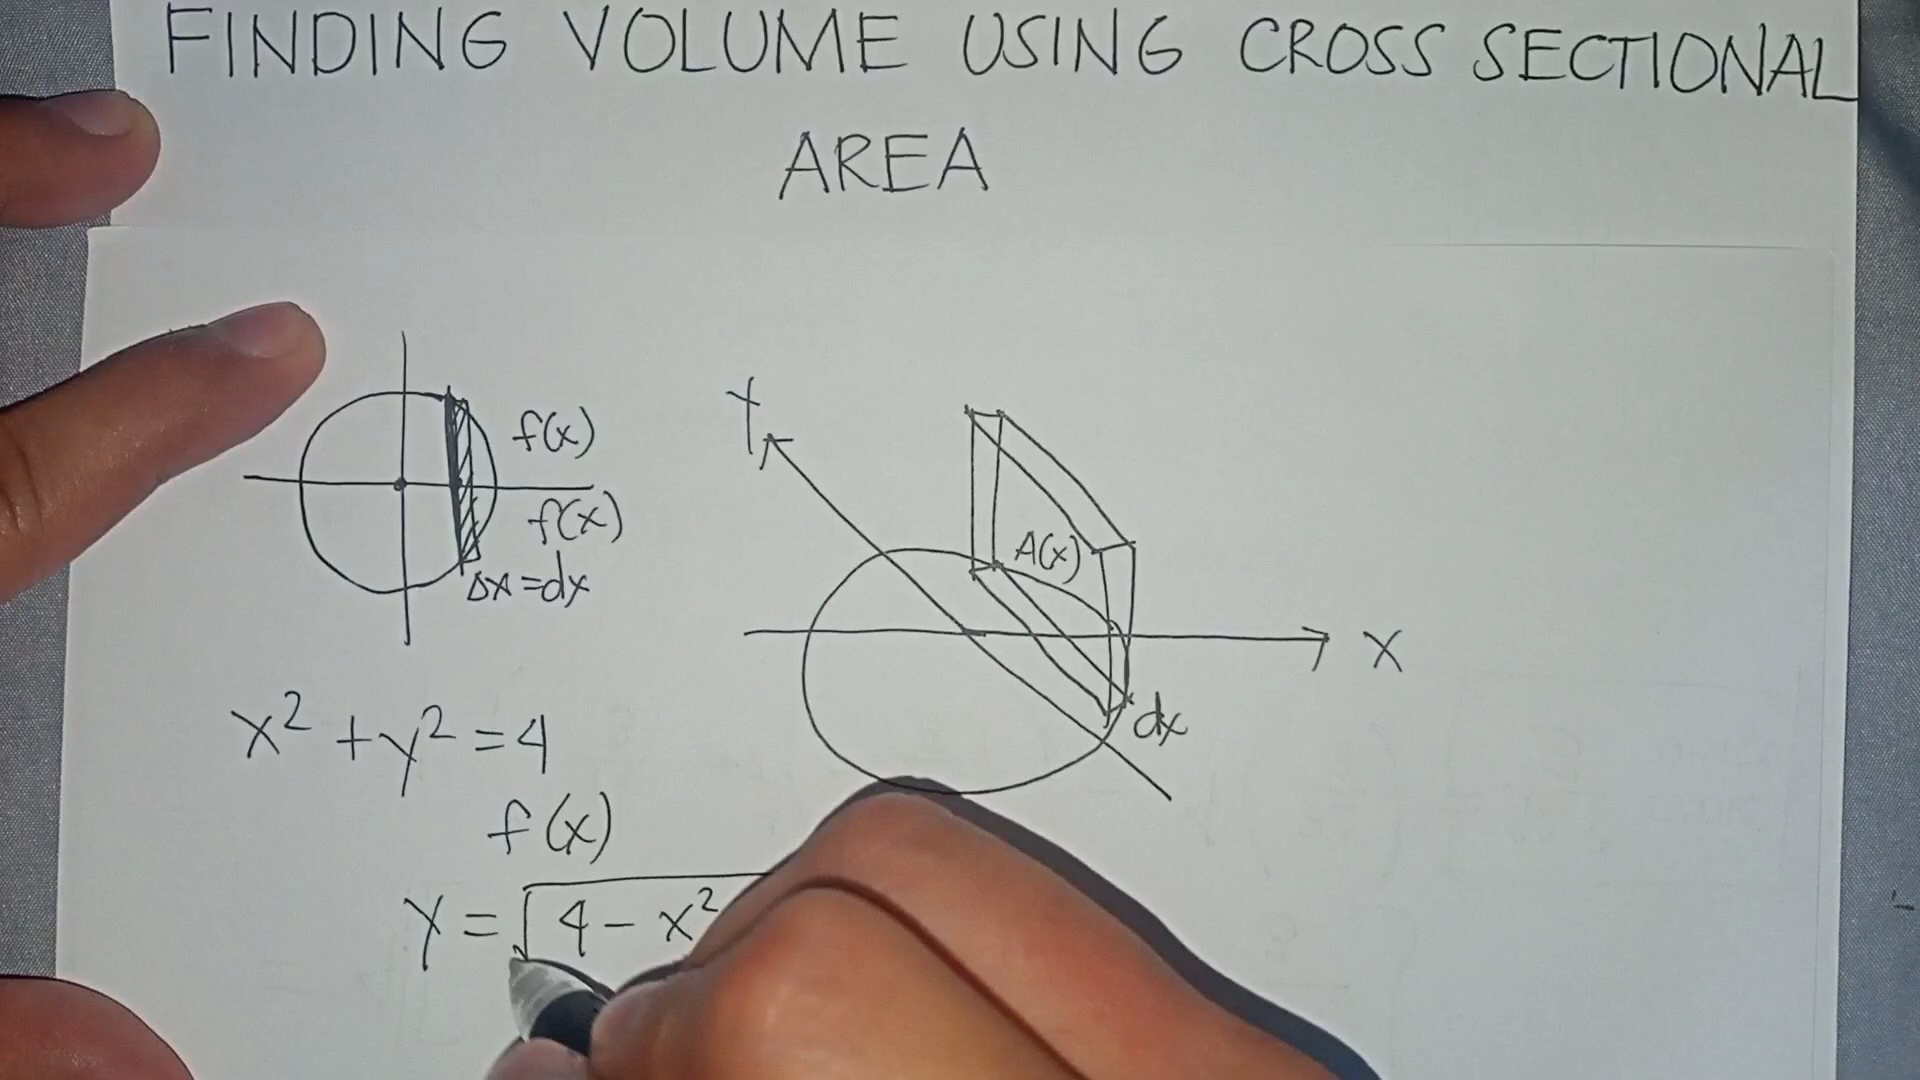 FINDING VOLUME USING CROSS SECTIONAL
AREA
f(x)
f(x)
Δx=dx
Y
A(x)
X
dx
x² + y² = 4
f(x)
y = √4 - x²